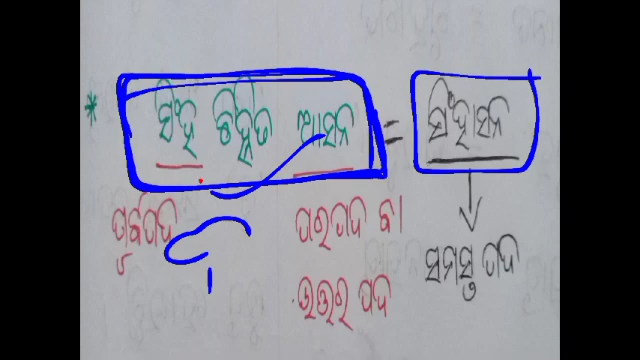 * ସିଂହ ଚିହ୍ନିତ ଆସନ = ସିଂହାସନ
ପୂର୍ବପଦ ପରପଦ ବା ସମସ୍ତ ପଦ
ଉତ୍ତର ପଦ